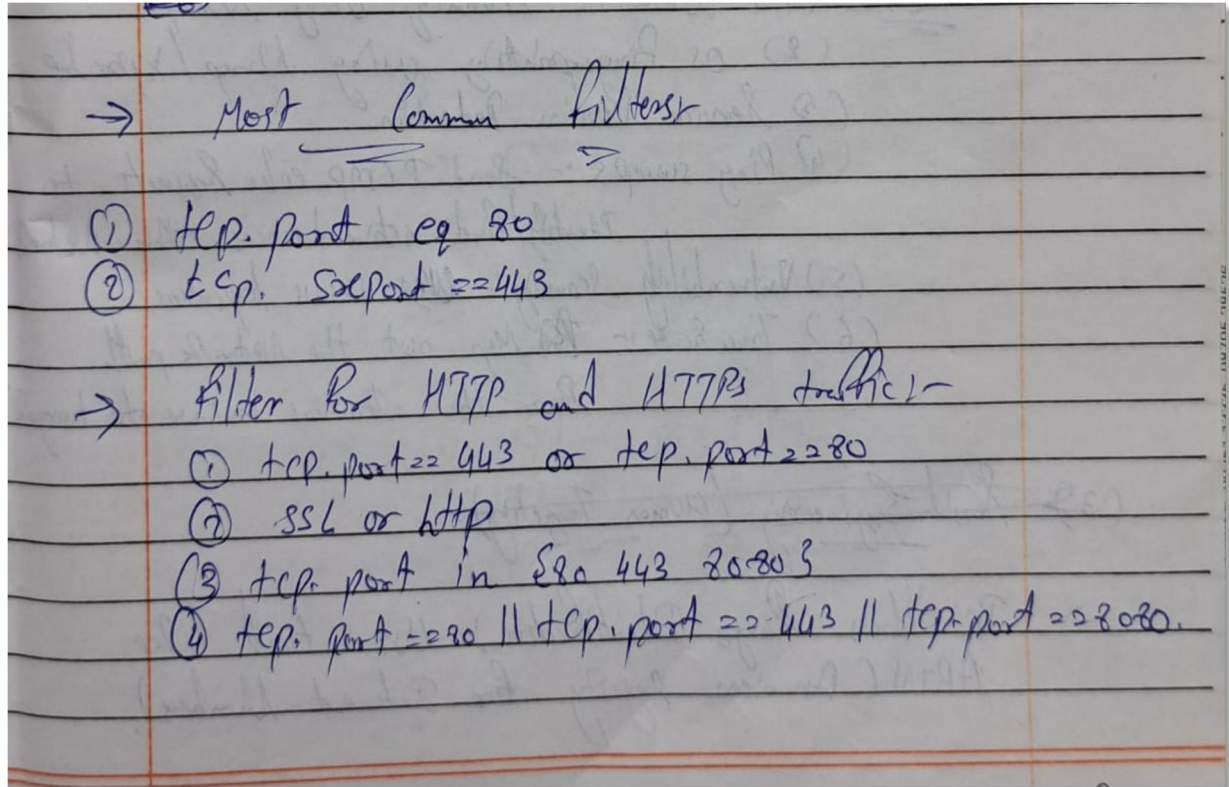 → Most Common filters:
① tcp.port eq 80
② tcp.srcport == 443
→ Filter for HTTP and HTTPs traffic:-
① tcp.port == 443 or tcp.port == 80
② SSL or http
③ tcp.port in {80 443 8080}
④ tcp.port == 80 || tcp.port == 443 || tcp.port == 8080.